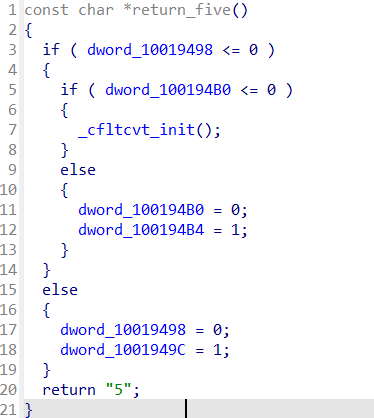 1 const char *return_five()
2 {
3 if ( dword_10019498 <= 0 )
4 {
5 if ( dword_100194B0 <= 0 )
6 {
7 _cfltcvt_init();
8 }
9 else
10 {
11 dword_100194B0 = 0;
12 dword_100194B4 = 1;
13 }
14 }
15 else
16 {
17 dword_10019498 = 0;
18 dword_1001949C = 1;
19 }
20 return "5";
21 }